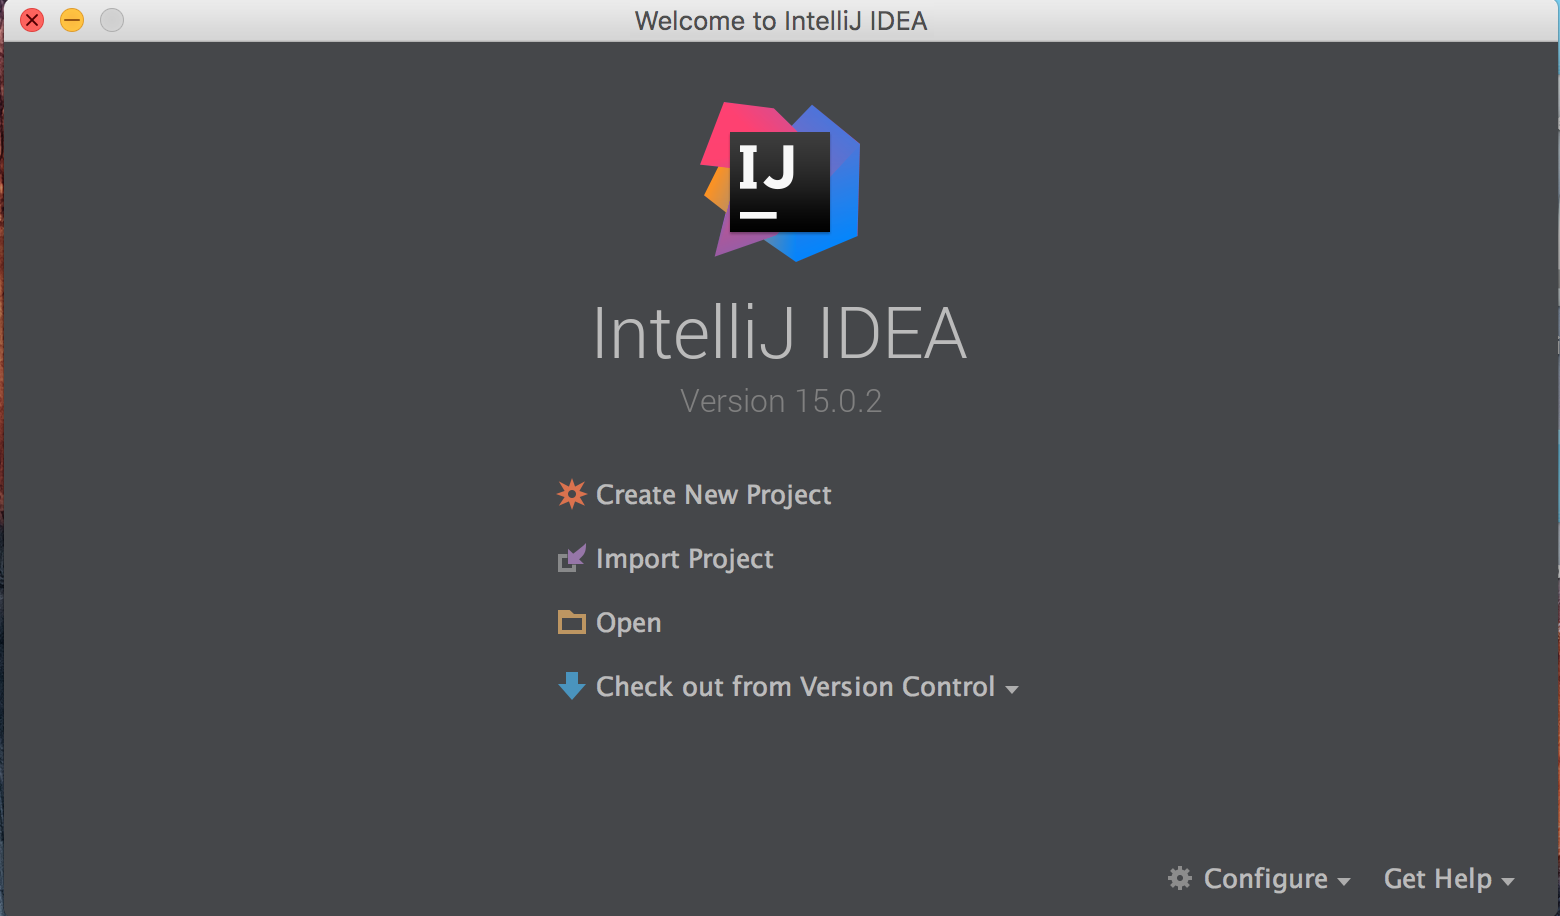 Welcome to IntelliJ IDEA
IJ
IntelliJ IDEA
Version 15.0.2
Create New Project
Import Project
Open
Check out from Version Control
Configure
Get Help